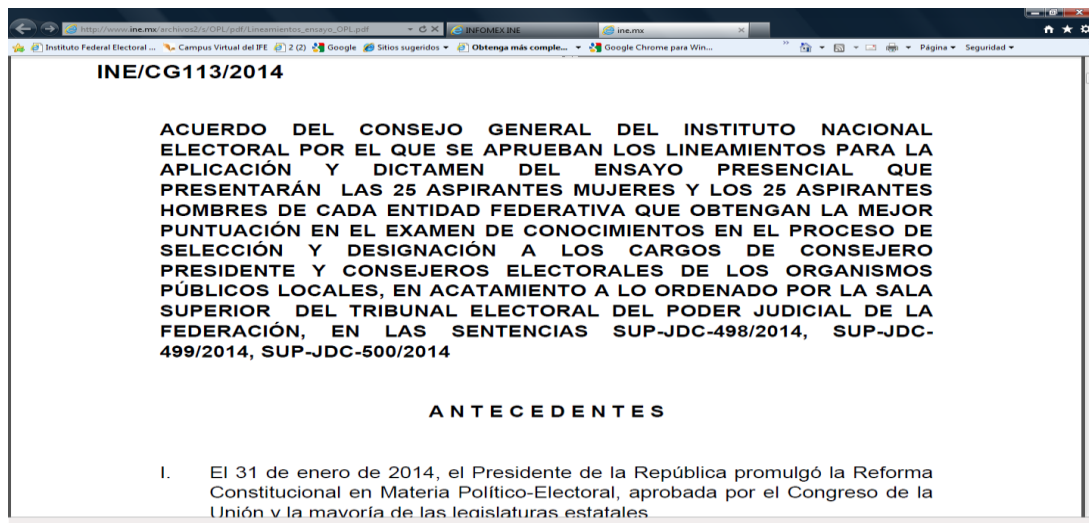 http://www.ine.mx/archivos2/s/OPL/pdf/Lineamientos_ensayo_OPL.pdf
INFOMEX INE
ine.mx
Instituto Federal Electoral ... Campus Virtual del IFE 2 (2) Google Sitios sugeridos Obtenga más comple... Google Chrome para Win... Página Seguridad
INE/CG113/2014
ACUERDO DEL CONSEJO GENERAL DEL INSTITUTO NACIONAL
ELECTORAL POR EL QUE SE APRUEBAN LOS LINEAMIENTOS PARA LA
APLICACIÓN Y DICTAMEN DEL ENSAYO PRESENCIAL QUE
PRESENTARÁN LAS 25 ASPIRANTES MUJERES Y LOS 25 ASPIRANTES
HOMBRES DE CADA ENTIDAD FEDERATIVA QUE OBTENGAN LA MEJOR
PUNTUACIÓN EN EL EXAMEN DE CONOCIMIENTOS EN EL PROCESO DE
SELECCIÓN Y DESIGNACIÓN A LOS CARGOS DE CONSEJERO
PRESIDENTE Y CONSEJEROS ELECTORALES DE LOS ORGANISMOS
PÚBLICOS LOCALES, EN ACATAMIENTO A LO ORDENADO POR LA SALA
SUPERIOR DEL TRIBUNAL ELECTORAL DEL PODER JUDICIAL DE LA
FEDERACIÓN, EN LAS SENTENCIAS SUP-JDC-498/2014, SUP-JDC-
499/2014, SUP-JDC-500/2014
A N T E C E D E N T E S
I. El 31 de enero de 2014, el Presidente de la República promulgó la Reforma
Constitucional en Materia Político-Electoral, aprobada por el Congreso de la
Unión y la mayoría de las legislaturas estatales